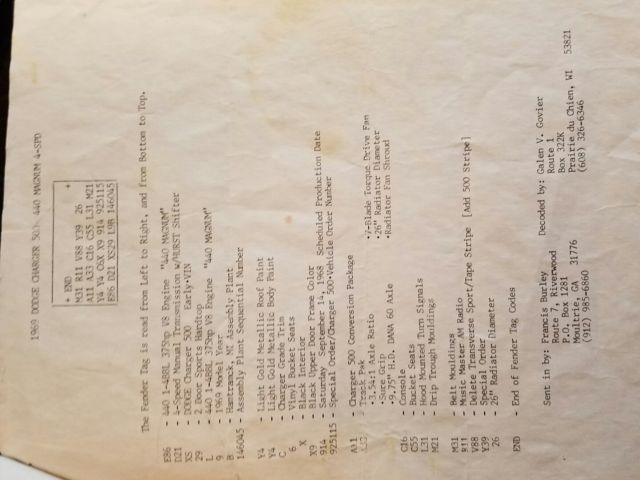 1969 DODGE CHARGER 500 440 MAGNUM 4-SPD
+ END +
M31 R11 V88 Y39 26
A11 A33 C16 C55 L31 M21
Y4 Y4 C6X X9 914 925115
E86 D21 XS29 L9B 146045
The Fender Tag is read from Left to Right, and from Bottom to Top.
E86 - 440 1-4BBL 375hp V8 Engine "440 MAGNUM"
D21 - 4-Speed Manual Transmission w/HURST Shifter
XS - DODGE Charger 500 Early-VIN
29 - 2 Dr. Sports Hardtop
L - 440 1-4BBL 375hp V8 Engine "440 MAGNUM"
9 - 1969 Model Year
B - Hamtramck, MI Assembly Plant
146045 - Assembly Plant Sequential Number
Y4 - Light Gold Metallic Roof Paint
Y4 - Light Gold Metallic Body Paint
C - Charger Grade Trim
6 - Vinyl Bucket Seats
X - Black Interior
X9 - Black Upper Door Frame Color
914 - Saturday September 14, 1968 Scheduled Production Date
925115 - Special Order/Charger 500-Vehicle Order Number
A11 - Charger 500 Conversion Package
A33 - Track Pak
•3.54:1 Axle Ratio •7-Blade Torque Drive Fan
•Sure Grip •26" Radiator Diameter
•9.75" H.D. DANA 60 Axle •Radiator Fan Shroud
C16 - Console
C55 - Bucket Seats
L31 - Hood Mounted Turn Signals
M21 - Drip Trough Mouldings
M31 - Belt Mouldings
R11 - Music Master AM Radio
V88 - Delete Transverse Sport/Tape Stripe [Add 500 Stripe]
Y39 - Special Order
26 - 26" Radiator Diameter
END - End of Fender Tag Codes
Sent in by: Francis Burley Decoded by: Galen V. Govier
Route 7, Riverwood Route 1
P.O. Box 1281 Box 322K
Moultrie, GA 31776 Prairie du Chien, WI 53821
(912) 985-6860 (608) 326-6346